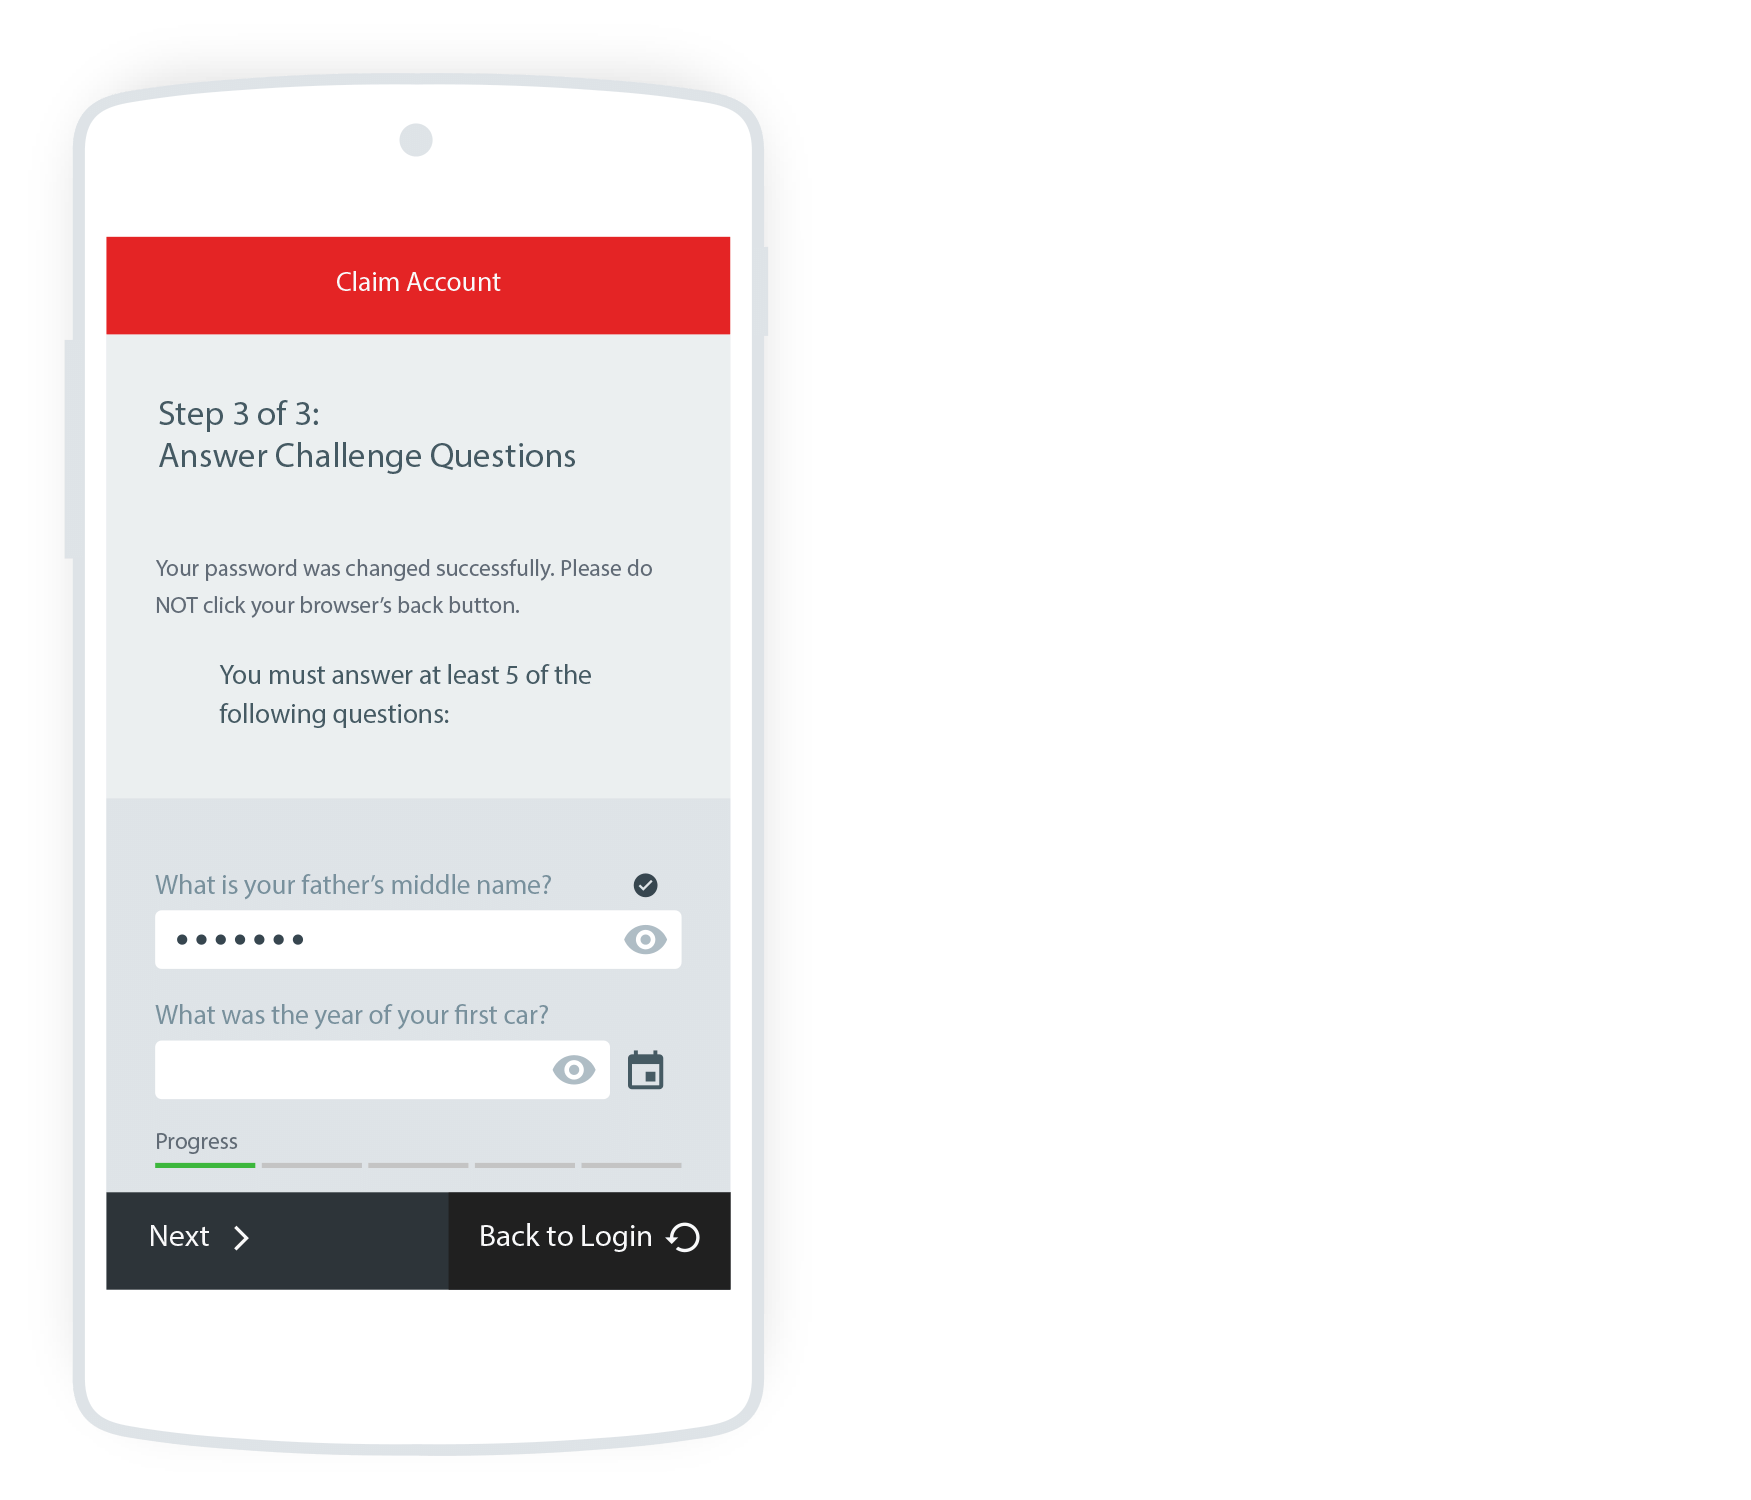 Claim Account
Step 3 of 3:
Answer Challenge Questions
Your password was changed successfully. Please do
NOT click your browser’s back button.
You must answer at least 5 of the
following questions:
What is your father’s middle name?
What was the year of your first car?
Progress
Next
Back to Login